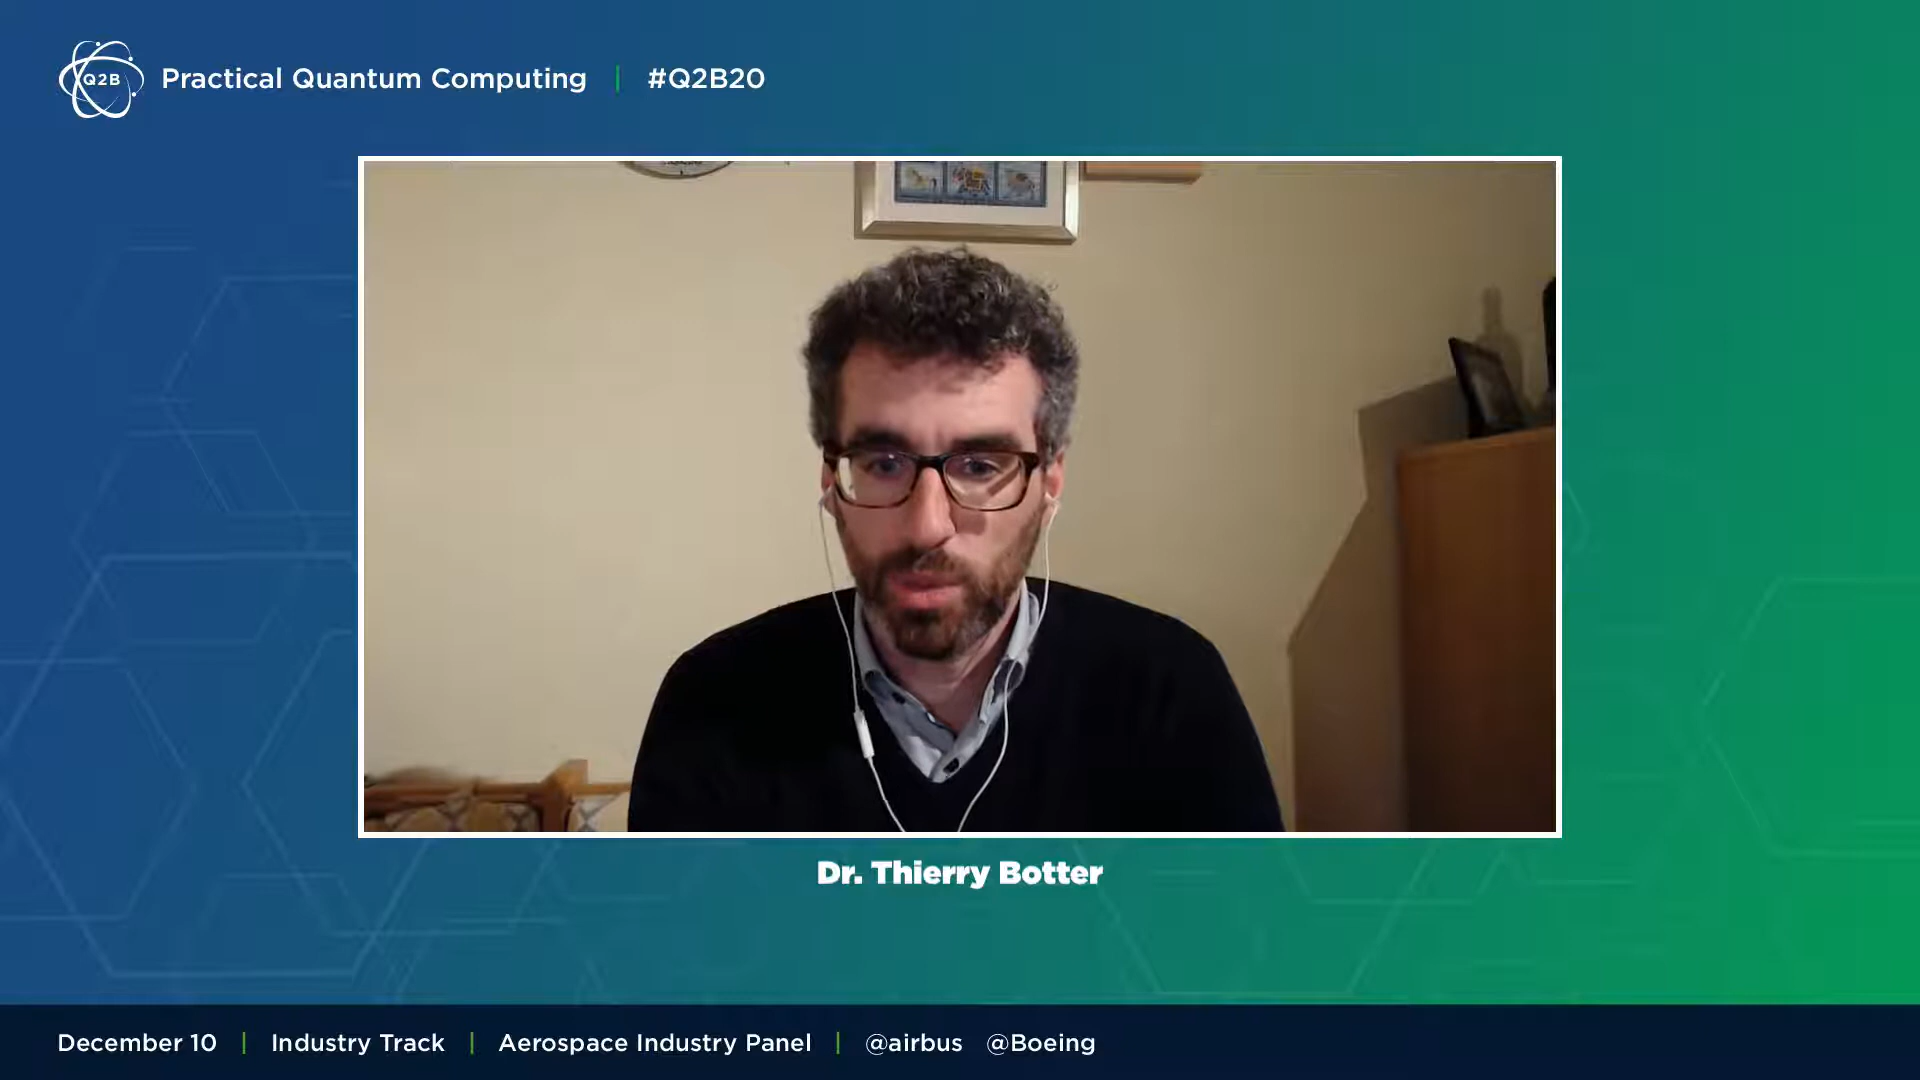 Q2B
Practical Quantum Computing | #Q2B20
Dr. Thierry Botter
December 10 | Industry Track | Aerospace Industry Panel | @airbus @Boeing